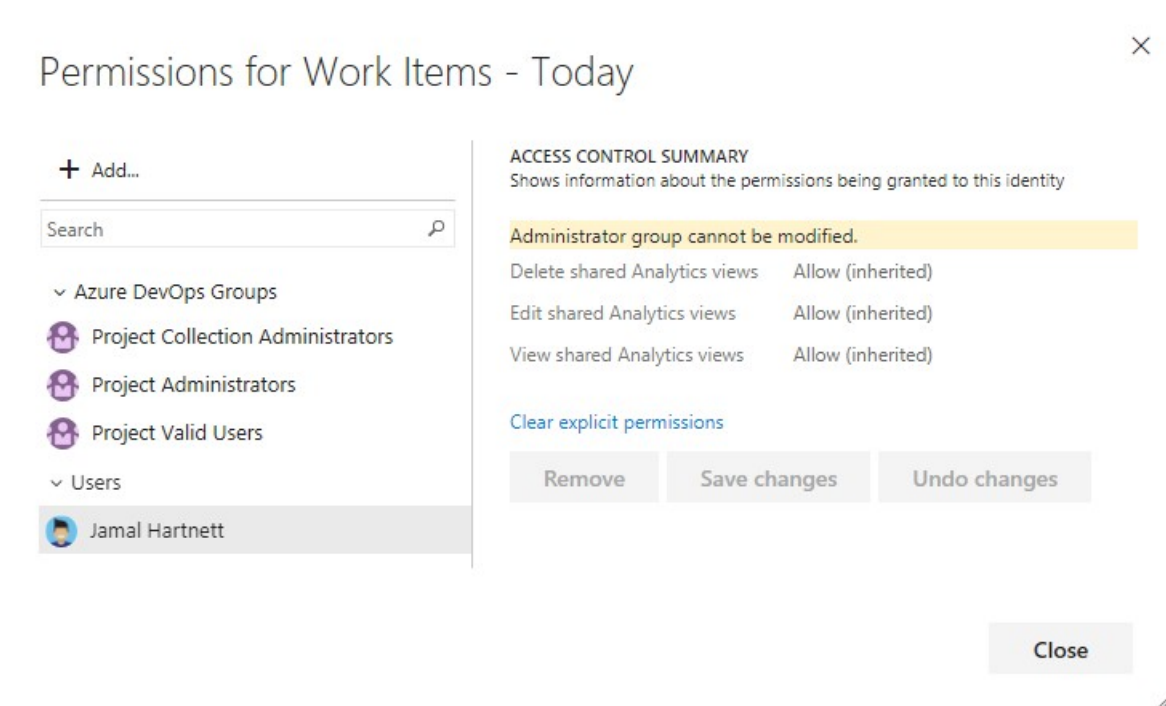 Permissions for Work Items - Today
Add...
Search
Azure DevOps Groups
Project Collection Administrators
Project Administrators
Project Valid Users
Users
Jamal Hartnett
ACCESS CONTROL SUMMARY
Shows information about the permissions being granted to this identity
Administrator group cannot be modified.
Delete shared Analytics views Allow (inherited)
Edit shared Analytics views Allow (inherited)
View shared Analytics views Allow (inherited)
Clear explicit permissions
Remove Save changes Undo changes
Close